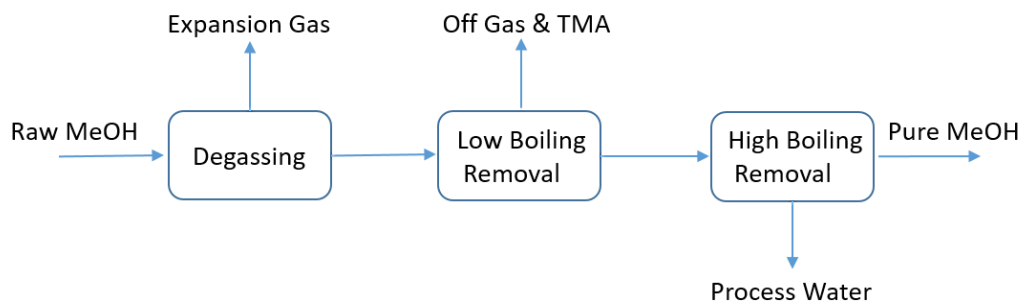 Expansion Gas
Off Gas & TMA
Raw MeOH
Degassing
Low Boiling
Removal
High Boiling
Removal
Pure MeOH
Process Water